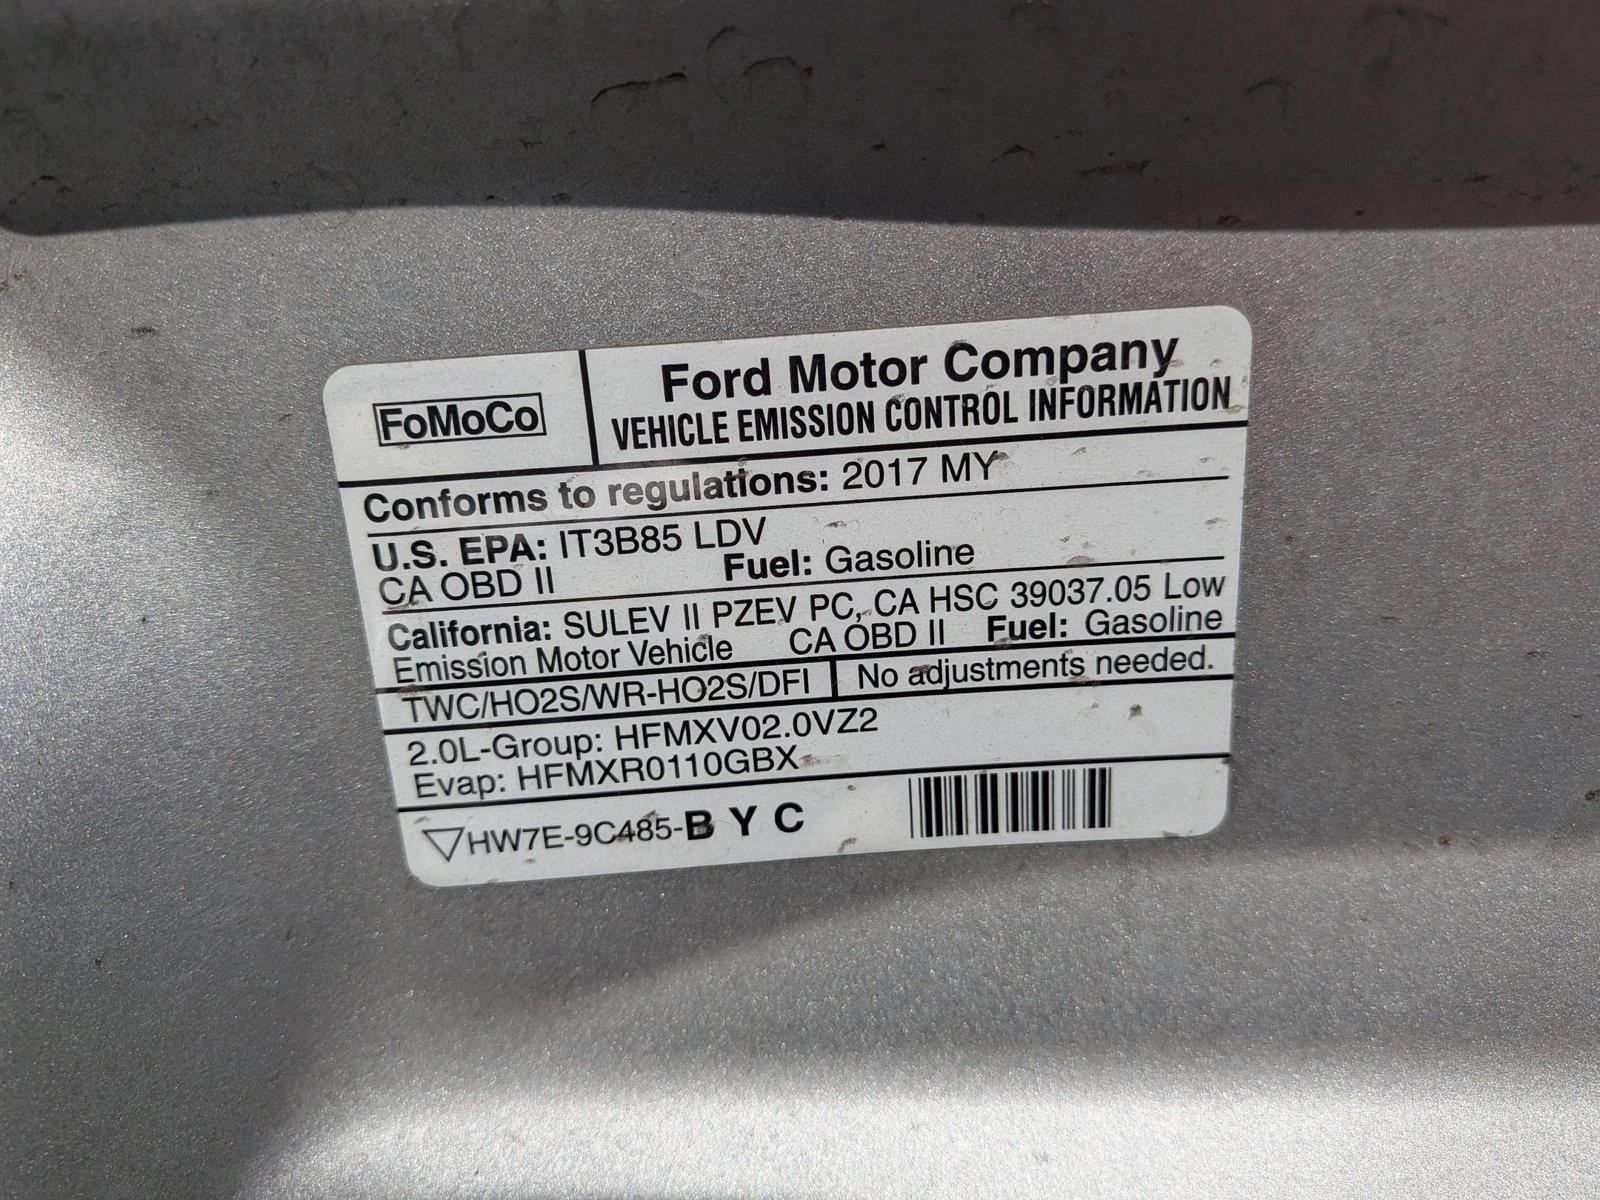 FoMoCo
Ford Motor Company
VEHICLE EMISSION CONTROL INFORMATION
Conforms to regulations: 2017 MY
U.S. EPA: IT3B85 LDV
CA OBD II Fuel: Gasoline
California: SULEV II PZEV PC, CA HSC 39037.05 Low
Emission Motor Vehicle CA OBD II Fuel: Gasoline
TWC/HO2S/WR-HO2S/DFI No adjustments needed.
2.0L-Group: HFMXV02.0VZ2
Evap: HFMXR0110GBX
HW7E-9C485-B Y C